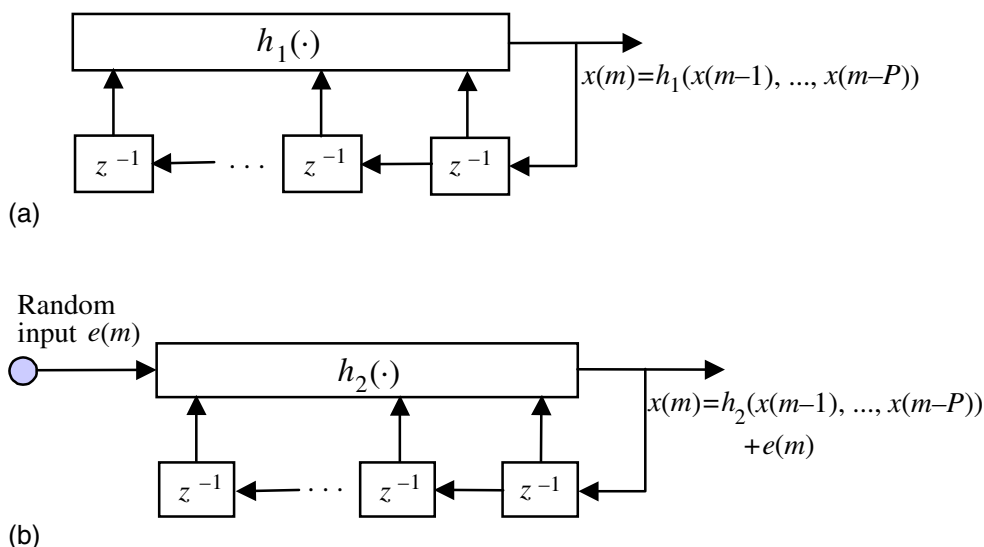 h₁(·)
x(m)=h₁(x(m–1), ..., x(m–P))
z ⁻¹
. . .
z ⁻¹
z ⁻¹
(a)
Random
input e(m)
h₂(·)
x(m)=h₂(x(m–1), ..., x(m–P))
+e(m)
z ⁻¹
. . .
z ⁻¹
z ⁻¹
(b)